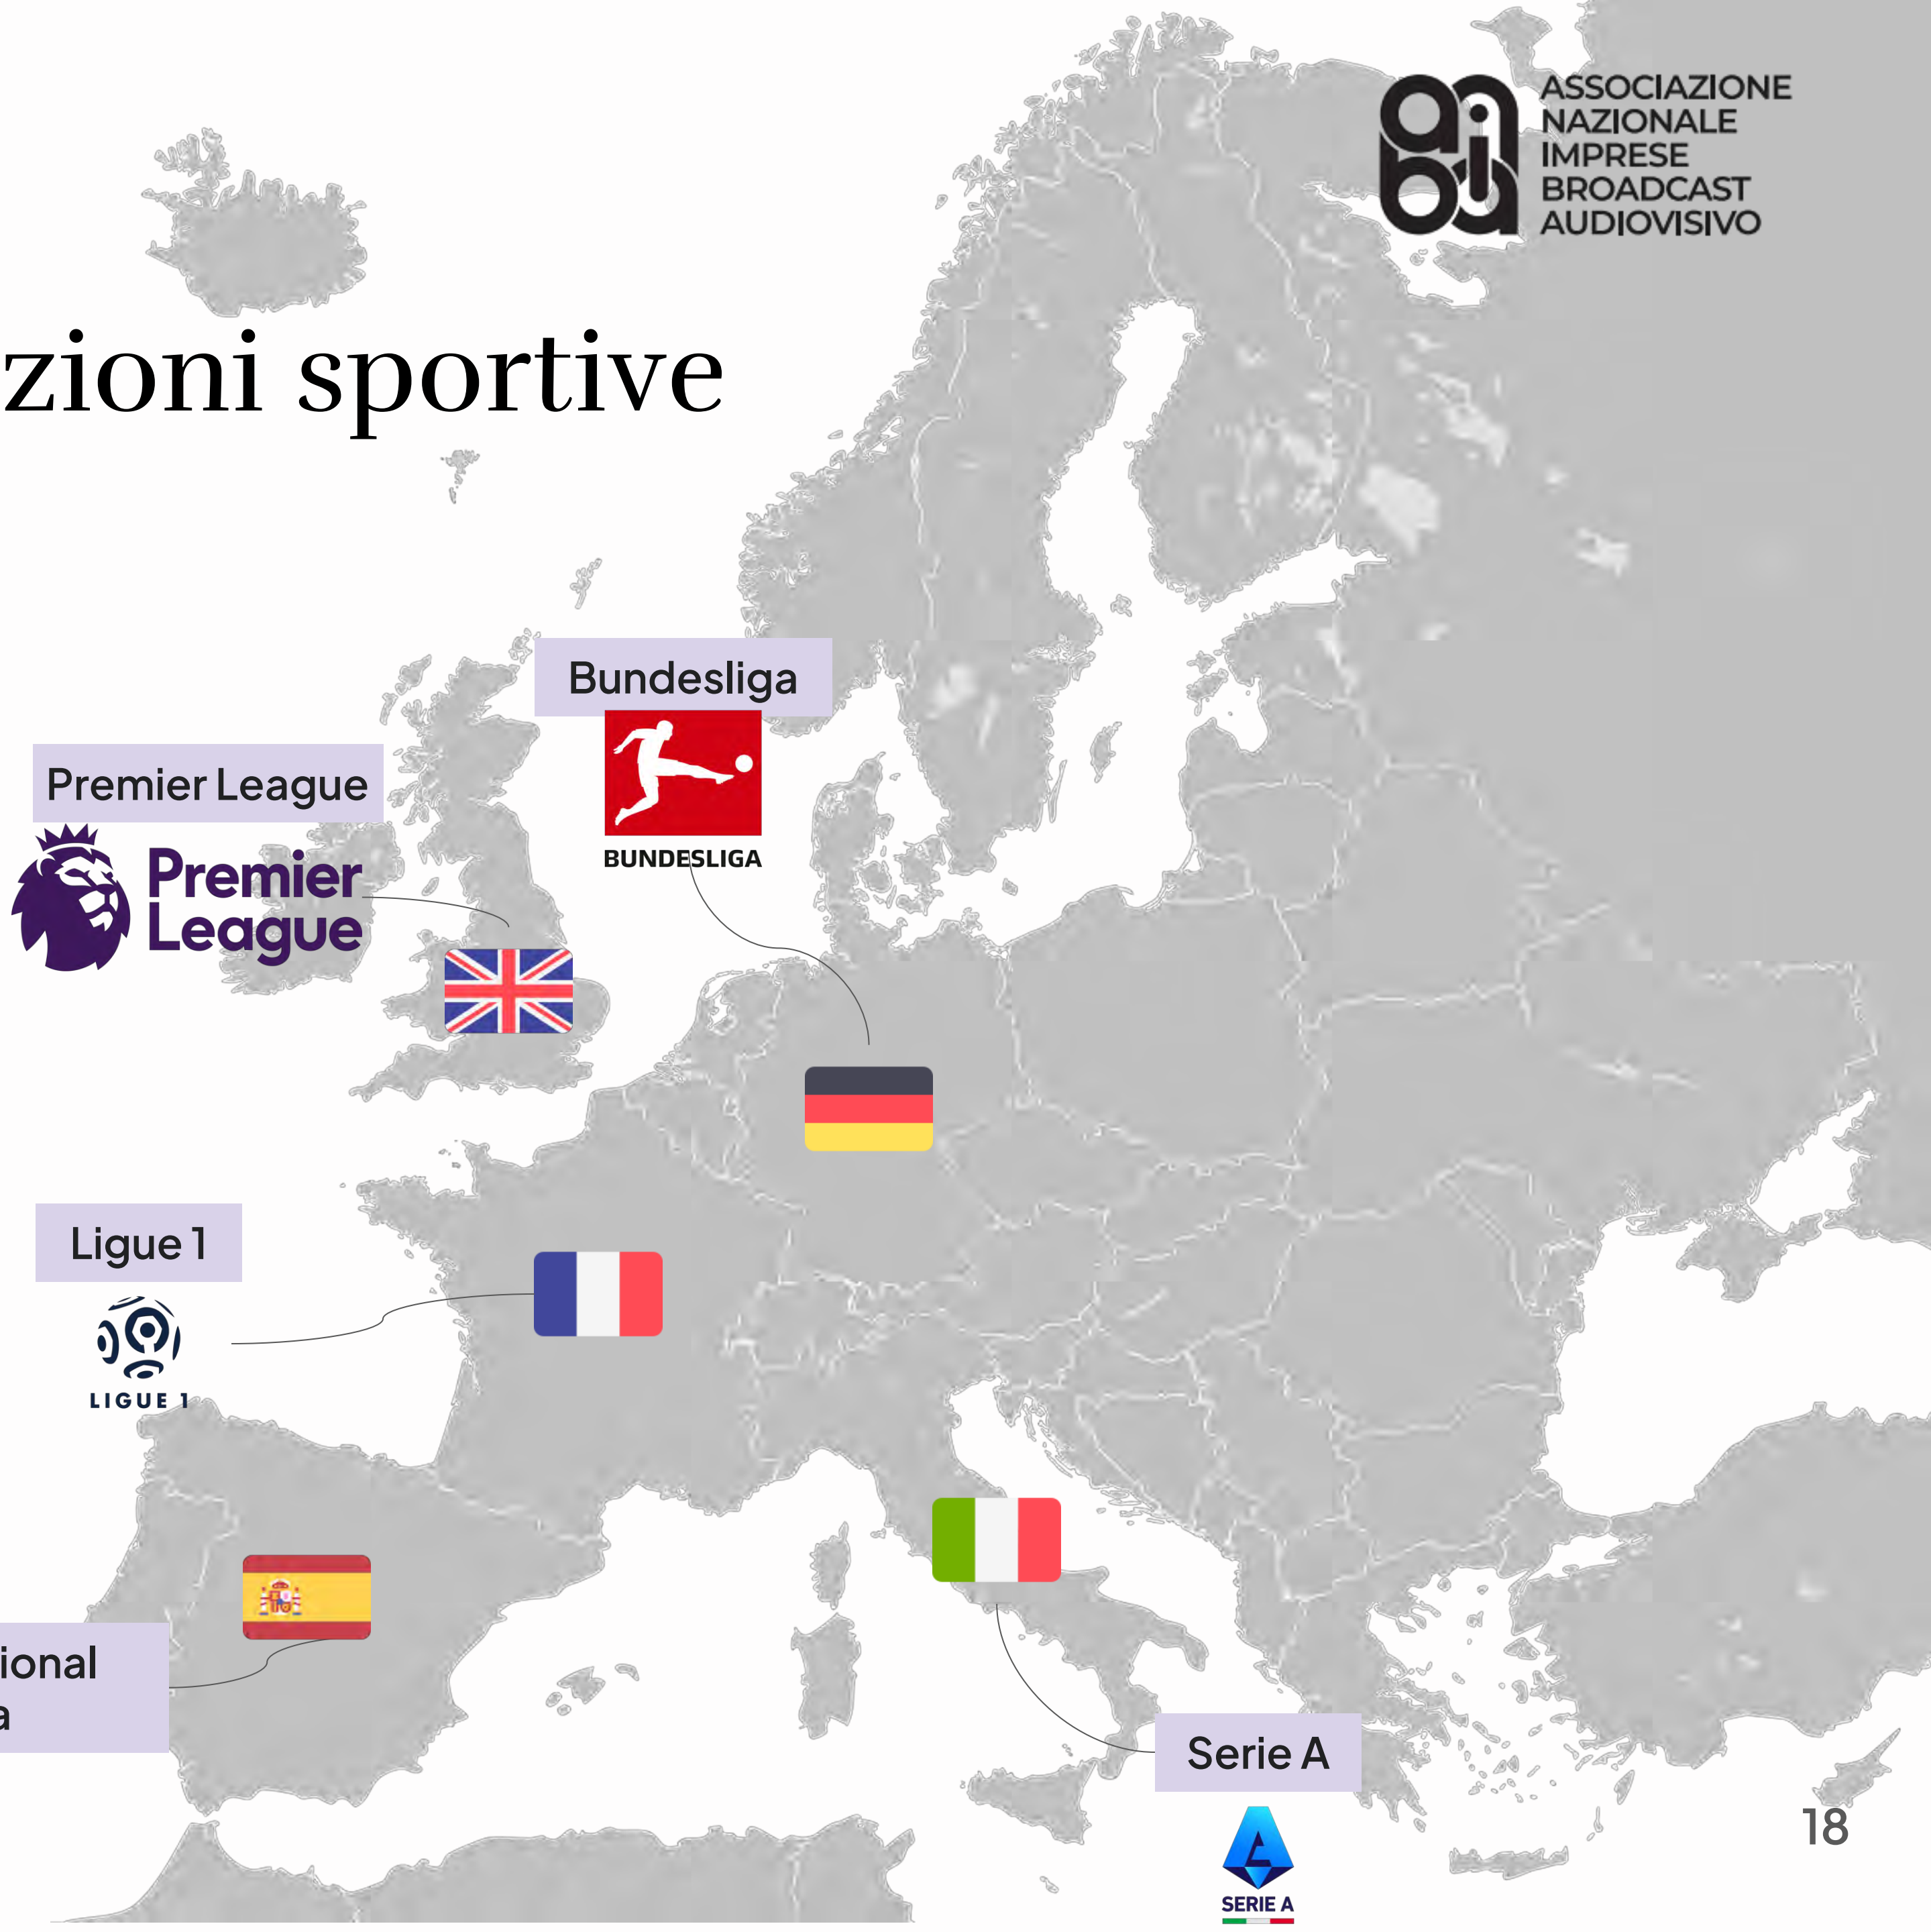 ASSOCIAZIONE
NAZIONALE
IMPRESE
BROADCAST
AUDIOVISIVO
zioni sportive
Bundesliga
BUNDESLIGA
Premier League
Premier
League
Ligue 1
LIGUE 1
ional
a
Serie A
SERIE A
18